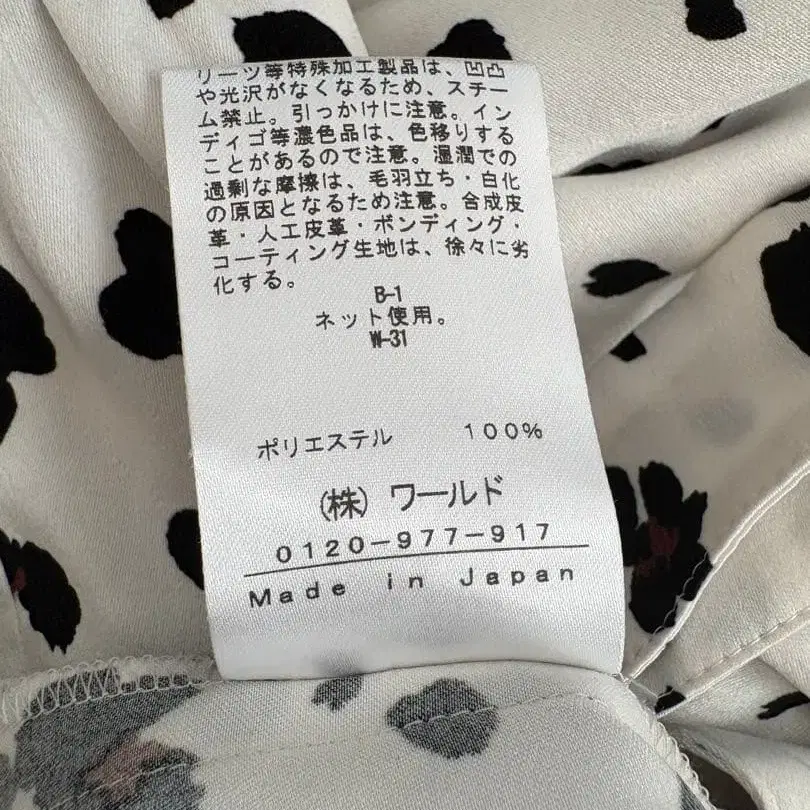 リーツ等特殊加工製品は、凹凸
や光沢がなくなるため、スチー
ム禁止。引っかけに注意。イン
ディゴ等濃色品は、色移りする
ことがあるので注意。湿潤での
過剰な摩擦は、毛羽立ち・白化
の原因となるため注意。合成皮
革・人工皮革・ボンディング・
コーティング生地は、徐々に劣
化する。
B-1
ネット使用。
W-31
ポリエステル 100%
(株) ワールド
0120-977-917
Made in Japan